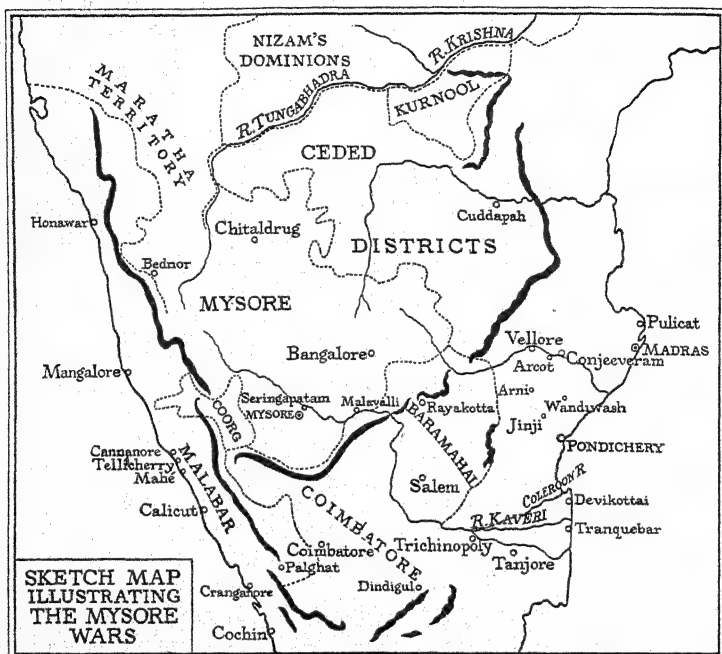 NIZAM'S
DOMINIONS
R. KRISHNA
MARATHA
TERRITORY
R. TUNGABHADRA
KURNOOL
CEDED
Honawar
Chitaldrug
Cuddapah
DISTRICTS
Bednor
MYSORE
Pulicat
Vellore
MADRAS
Bangalore
Arcot
Conjeeveram
Mangalore
COORG
Seringapatam
MYSORE
Malavalli
BARAMAHAL
Rayakotta
Arni
Wandiwash
Jinji
PONDICHERY
Cannanore
Tellicherry
Mahé
MALABAR
Salem
COLEROON R.
Devikottai
Calicut
COIMBATORE
R. KAVERI
Tranquebar
Coimbatore
Trichinopoly
Tanjore
Palghat
Dindigul
Cranganore
Cochin
SKETCH MAP
ILLUSTRATING
THE MYSORE
WARS